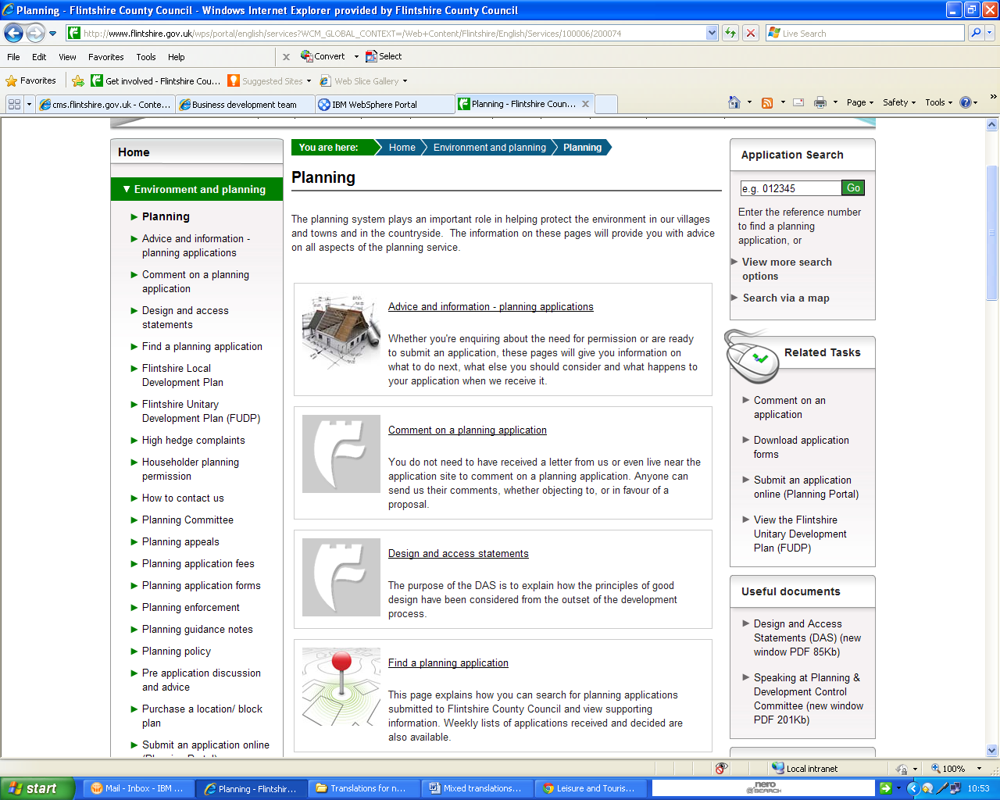 Planning - Flintshire County Council - Windows Internet Explorer provided by Flintshire County Council
http://www.flintshire.gov.uk/wps/portal/english/services?WCM_GLOBAL_CONTEXT=/Web+Content/Flintshire/English/Services/100006/200074
Live Search
File Edit View Favorites Tools Help
x Convert Select
Favorites
Get involved - Flintshire Cou...
Suggested Sites
Web Slice Gallery
cms.flintshire.gov.uk - Conte...
Business development team
IBM WebSphere Portal
Planning - Flintshire Coun...
Page Safety Tools
Home
Environment and planning
Planning
Advice and information -
planning applications
Comment on a planning
application
Design and access
statements
Find a planning application
Flintshire Local
Development Plan
Flintshire Unitary
Development Plan (FUDP)
High hedge complaints
Householder planning
permission
How to contact us
Planning Committee
Planning appeals
Planning application fees
Planning application forms
Planning enforcement
Planning guidance notes
Planning policy
Pre application discussion
and advice
Purchase a location/ block
plan
Submit an application online
(Planning Portal)
You are here: Home Environment and planning Planning
Planning
The planning system plays an important role in helping protect the environment in our villages
and towns and in the countryside. The information on these pages will provide you with advice
on all aspects of the planning service.
Advice and information - planning applications
Whether you're enquiring about the need for permission or are ready
to submit an application, these pages will give you information on
what to do next, what else you should consider and what happens to
your application when we receive it.
Comment on a planning application
You do not need to have received a letter from us or even live near the
application site to comment on a planning application. Anyone can
send us their comments, whether objecting to, or in favour of a
proposal.
Design and access statements
The purpose of the DAS is to explain how the principles of good
design have been considered from the outset of the development
process.
Find a planning application
This page explains how you can search for planning applications
submitted to Flintshire County Council and view supporting
information. Weekly lists of applications received and decided are
also available.
Application Search
e.g. 012345 Go
Enter the reference number
to find a planning
application, or
View more search
options
Search via a map
Related Tasks
Comment on an
application
Download application
forms
Submit an application
online (Planning Portal)
View the Flintshire
Unitary Development
Plan (FUDP)
Useful documents
Design and Access
Statements (DAS) (new
window PDF 85Kb)
Speaking at Planning &
Development Control
Committee (new window
PDF 201Kb)
Local intranet
100%
start
Mail - Inbox - IBM ...
Planning - Flintshir...
Translations for n...
Mixed translations...
Leisure and Touris...
nero
SEARCH
10:53